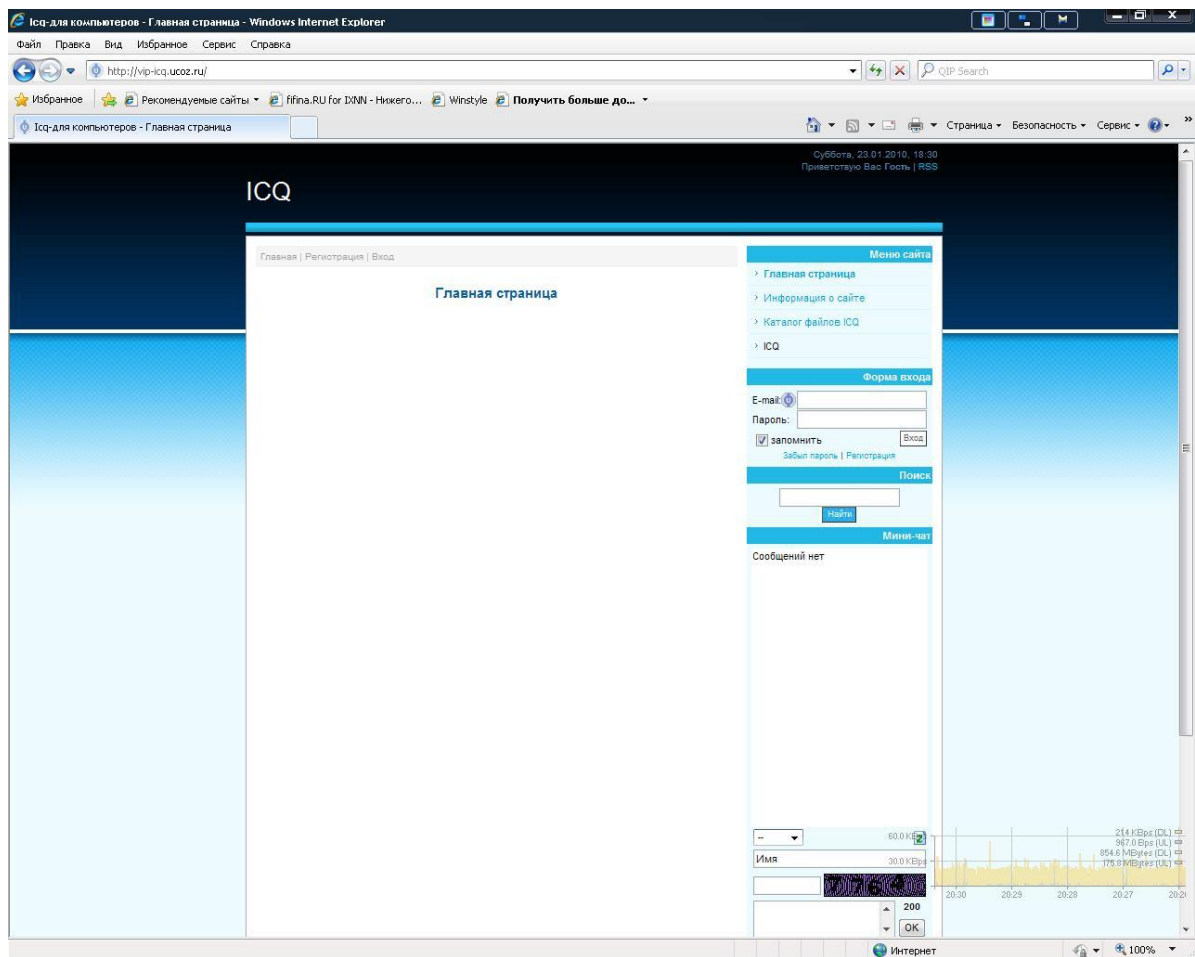 Icq-для компьютеров - Главная страница - Windows Internet Explorer
Файл Правка Вид Избранное Сервис Справка
http://vip-icq.ucoz.ru/
QIP Search
Избранное Рекомендуемые сайты fifina.RU for IXNN - Нижего... Winstyle Получить больше до...
Icq-для компьютеров - Главная страница
Страница Безопасность Сервис
Суббота, 23.01.2010, 18:30
Приветствую Вас Гость | RSS
ICQ
Главная | Регистрация | Вход
Главная страница
Меню сайта
Главная страница
Информация о сайте
Каталог файлов ICQ
ICQ
Форма входа
E-mail:
Пароль:
запомнить Вход
Забыл пароль | Регистрация
Поиск
Найти
Мини-чат
Сообщений нет
--
Имя
30.0 KBps
214 KBps (DL)
967.0 Bps (UL)
854.6 MBytes (DL)
175.8 MBytes (UL)
20:30 20:29 20:28 20:27
200
OK
Интернет 100%